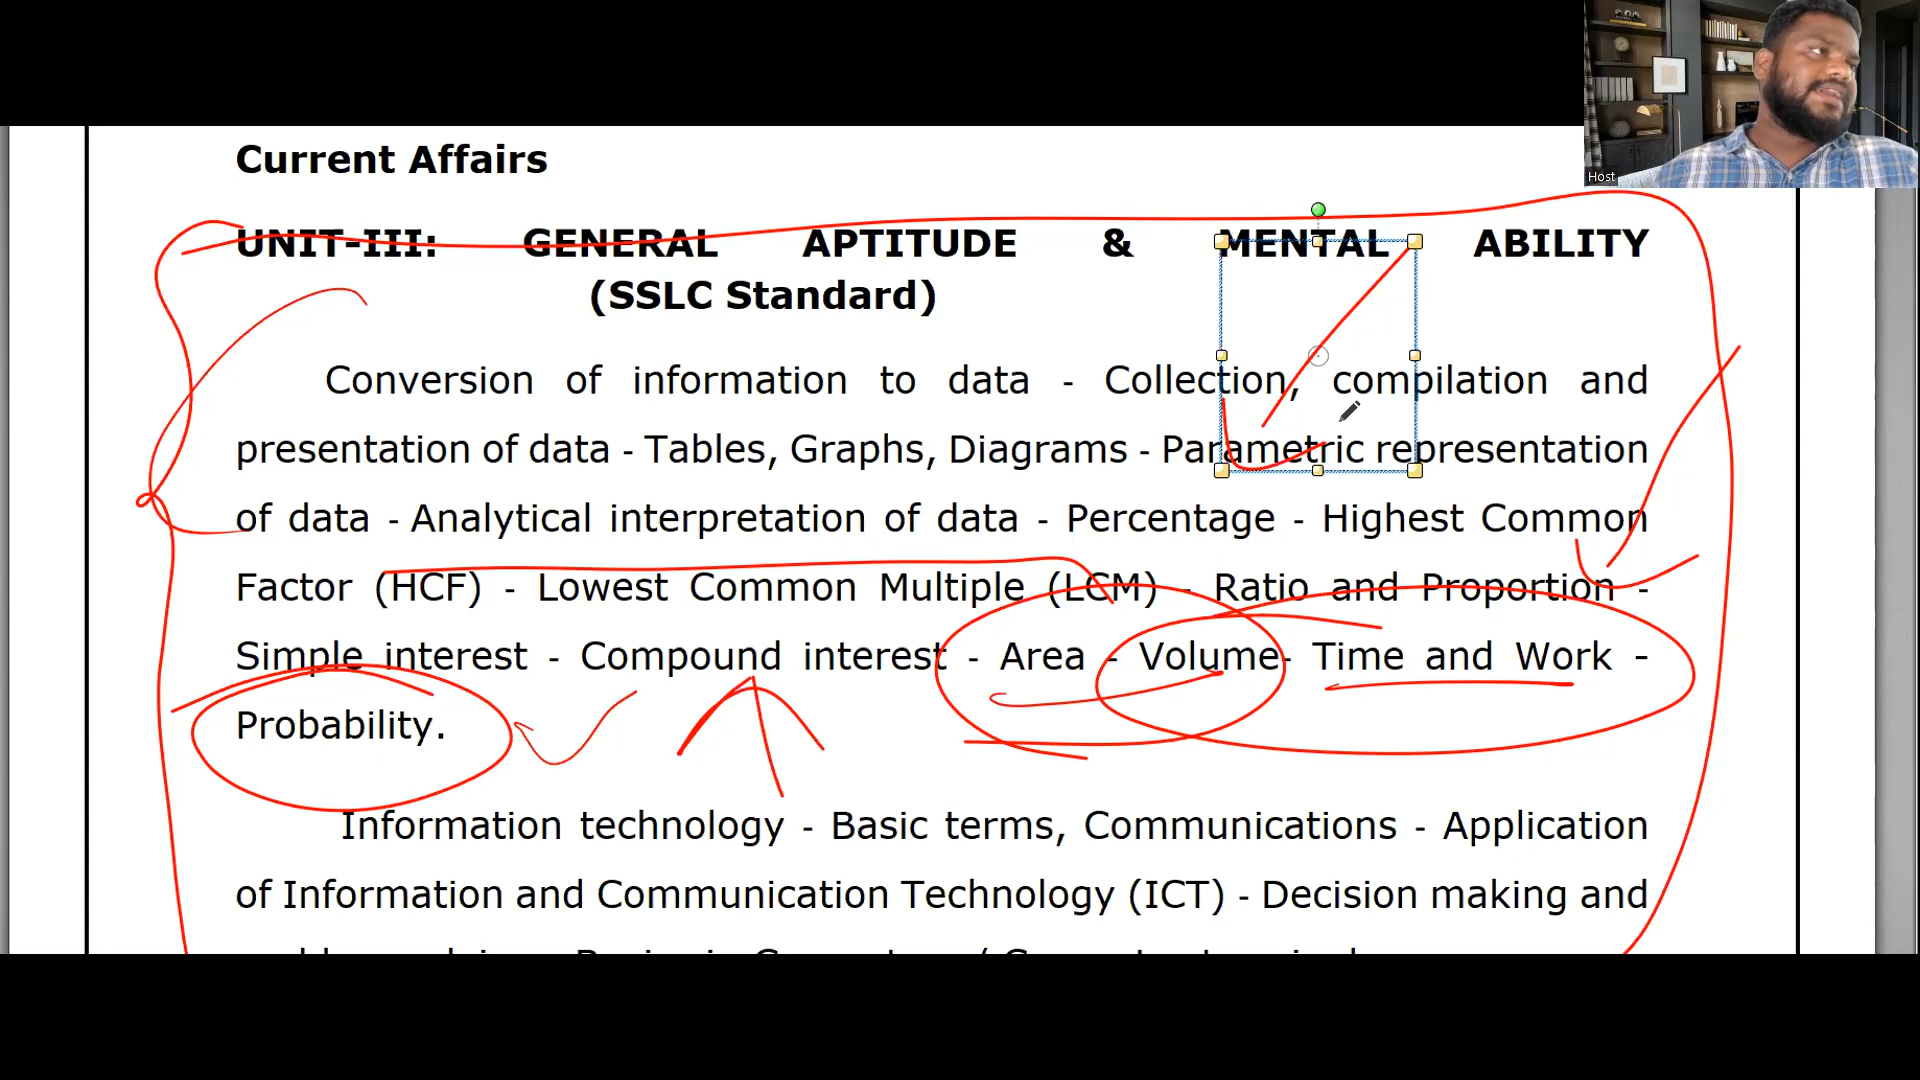 Host
Current Affairs
UNIT-III: GENERAL APTITUDE & MENTAL ABILITY
(SSLC Standard)
Conversion of information to data - Collection, compilation and
presentation of data - Tables, Graphs, Diagrams - Parametric representation
of data - Analytical interpretation of data - Percentage - Highest Common
Factor (HCF) - Lowest Common Multiple (LCM) - Ratio and Proportion -
Simple interest - Compound interest - Area - Volume- Time and Work -
Probability.
Information technology - Basic terms, Communications - Application
of Information and Communication Technology (ICT) - Decision making and